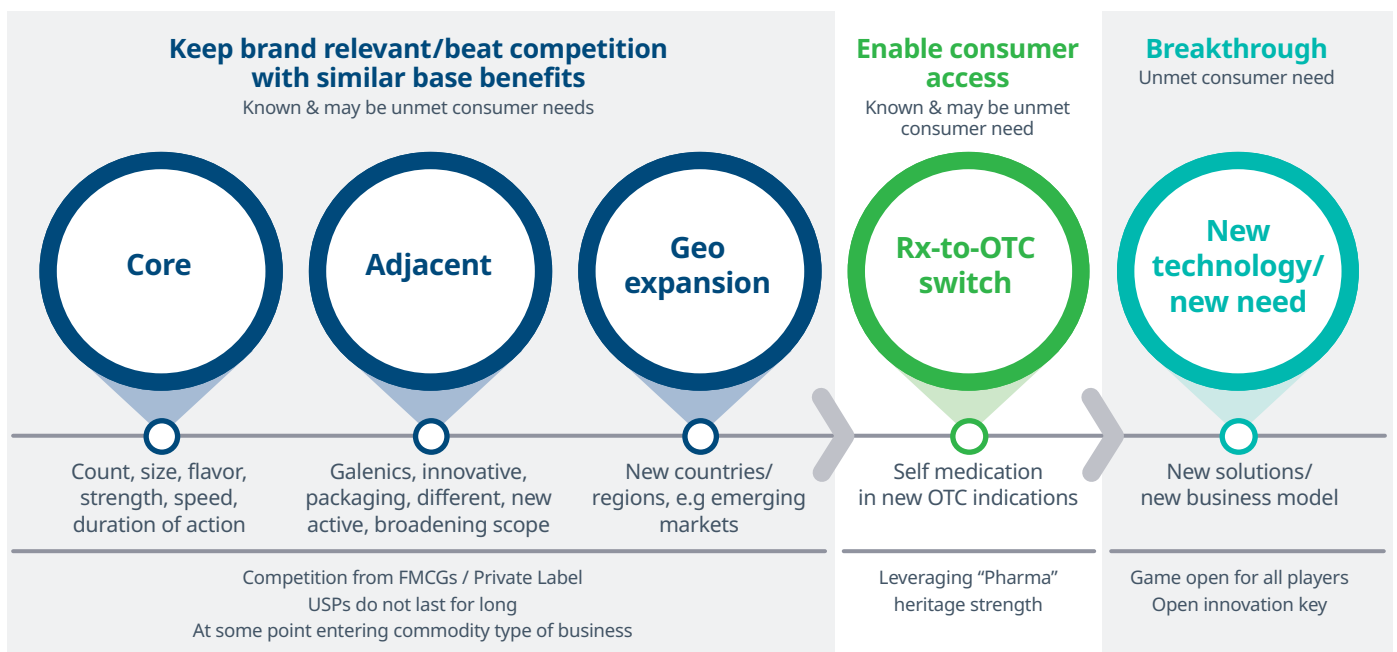 Keep brand relevant/beat competition
with similar base benefits
Known & may be unmet consumer needs
Enable consumer
access
Known & may be unmet
consumer need
Breakthrough
Unmet consumer need
Core
Adjacent
Geo
expansion
Rx-to-OTC
switch
New
technology/
new need
Count, size, flavor,
strength, speed,
duration of action
Galenics, innovative,
packaging, different, new
active, broadening scope
New countries/
regions, e.g emerging
markets
Self medication
in new OTC indications
New solutions/
new business model
Competition from FMCGs / Private Label
USPs do not last for long
At some point entering commodity type of business
Leveraging “Pharma”
heritage strength
Game open for all players
Open innovation key